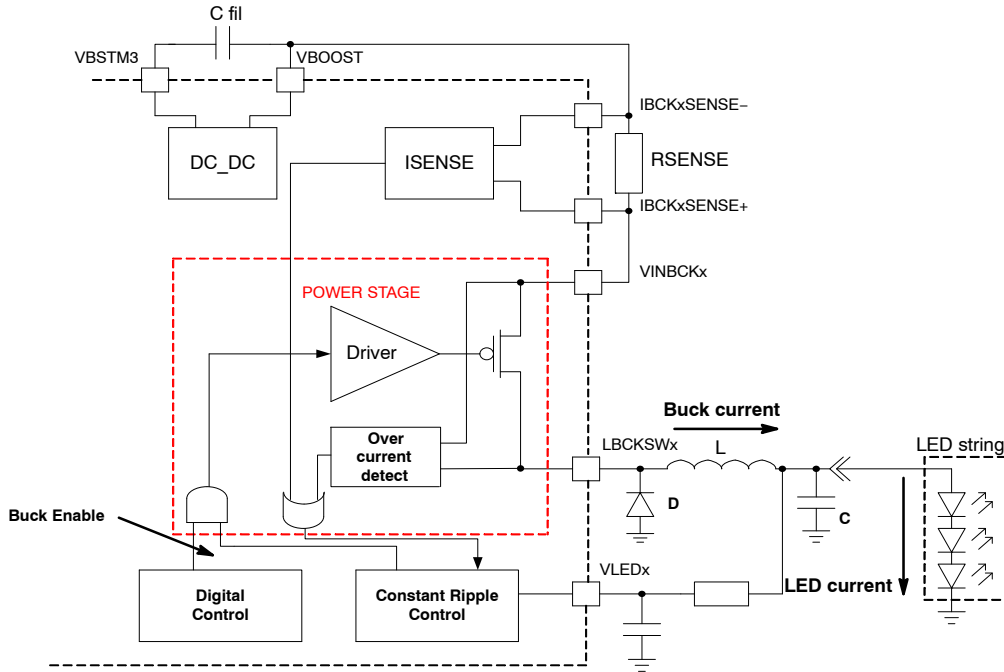 C fil
VBSTM3
VBOOST
IBCKxSENSE−
DC_DC
ISENSE
RSENSE
IBCKxSENSE+
VINBCKx
POWER STAGE
Driver
Buck current
Over
current
detect
LBCKSWx
L
LED string
D
C
Buck Enable
VLEDx
LED current
Digital
Control
Constant Ripple
Control